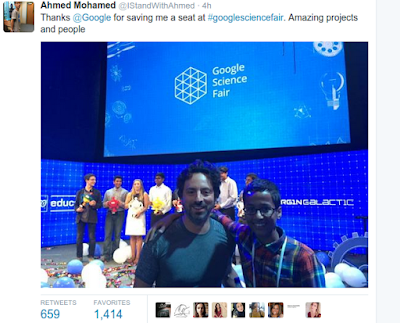 Ahmed Mohamed @IStandWithAhmed · 4h
Thanks @Google for saving me a seat at #googlesciencefair. Amazing projects
and people
Google
Science
Fair
educ
RGIN GALACTIC
RETWEETS
FAVORITES
659
1,414